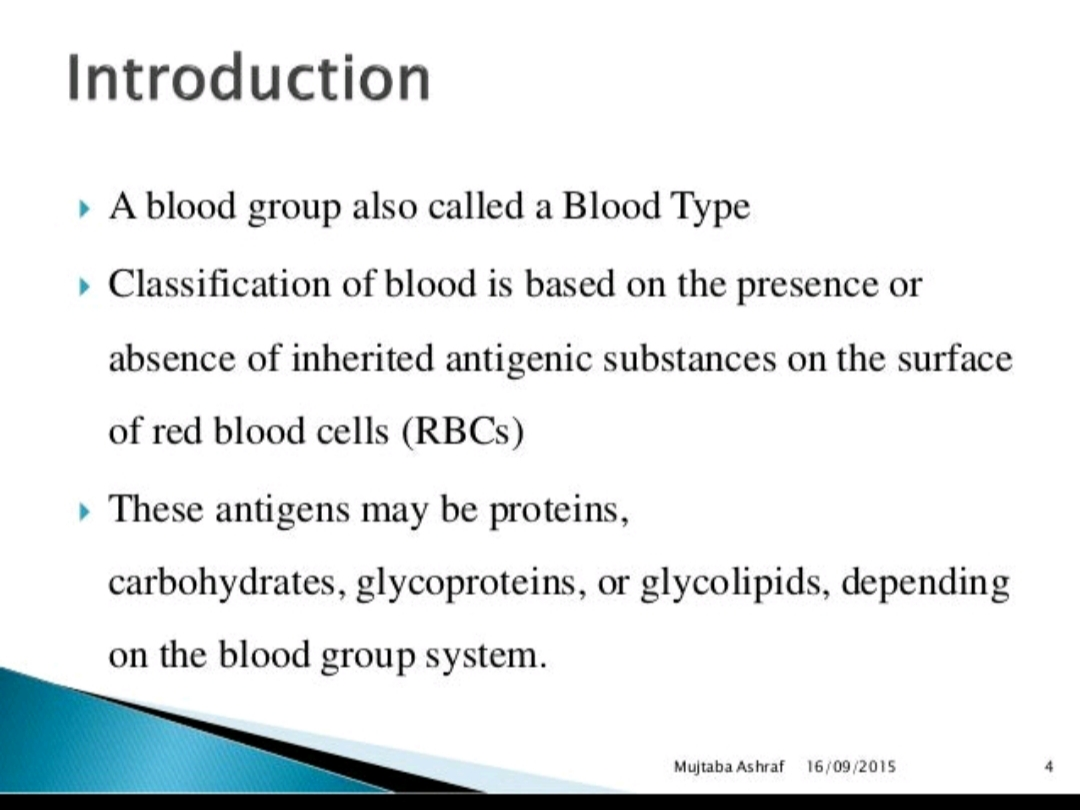 Introduction
A blood group also called a Blood Type
Classification of blood is based on the presence or
absence of inherited antigenic substances on the surface
of red blood cells (RBCs)
These antigens may be proteins,
carbohydrates, glycoproteins, or glycolipids, depending
on the blood group system.
Mujtaba Ashraf 16/09/2015 4